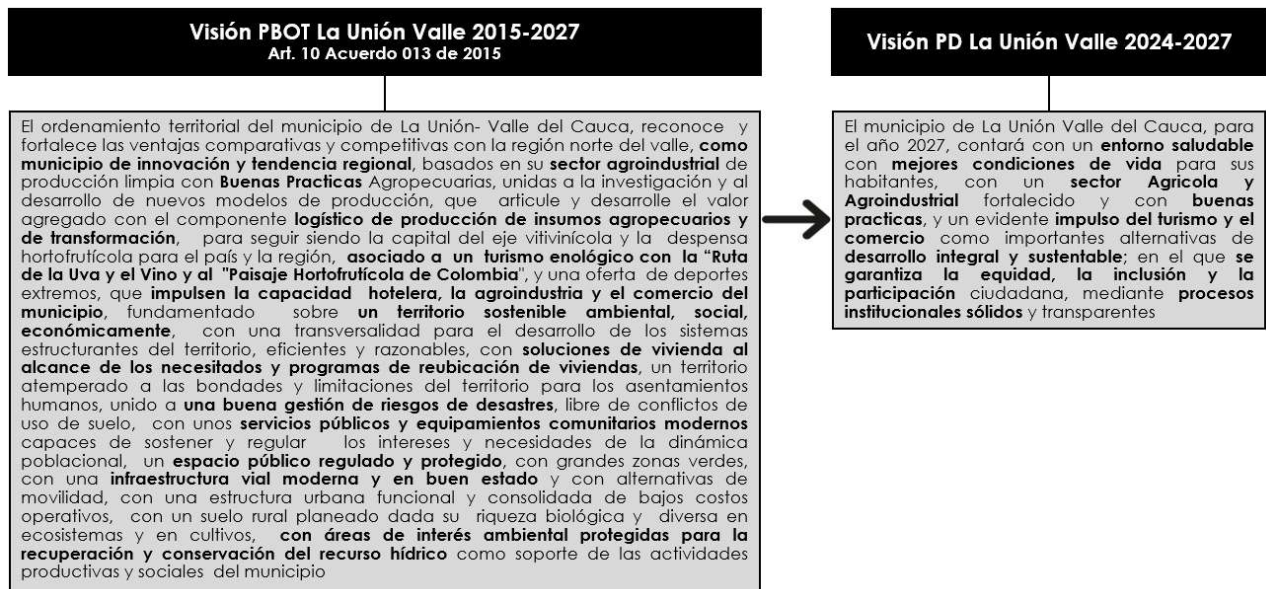 Visión PBOT La Unión Valle 2015-2027
Art. 10 Acuerdo 013 de 2015
El ordenamiento territorial del municipio de La Unión- Valle del Cauca, reconoce y
fortalece las ventajas comparativas y competitivas con la región norte del valle, como
municipio de innovación y tendencia regional, basados en su sector agroindustrial de
producción limpia con Buenas Practicas Agropecuarias, unidas a la investigación y al
desarrollo de nuevos modelos de producción, que articule y desarrolle el valor
agregado con el componente logístico de producción de insumos agropecuarios y
de transformación, para seguir siendo la capital del eje vitivinícola y la despensa
hortofrutícola para el país y la región, asociado a un turismo enológico con la "Ruta
de la Uva y el Vino y al "Paisaje Hortofrutícola de Colombia", y una oferta de deportes
extremos, que impulsen la capacidad hotelera, la agroindustria y el comercio del
municipio, fundamentado sobre un territorio sostenible ambiental, social,
económicamente, con una transversalidad para el desarrollo de los sistemas
estructurantes del territorio, eficientes y razonables, con soluciones de vivienda al
alcance de los necesitados y programas de reubicación de viviendas, un territorio
atemperado a las bondades y limitaciones del territorio para los asentamientos
humanos, unido a una buena gestión de riesgos de desastres, libre de conflictos de
uso de suelo, con unos servicios públicos y equipamientos comunitarios modernos
capaces de sostener y regular los intereses y necesidades de la dinámica
poblacional, un espacio público regulado y protegido, con grandes zonas verdes,
con una infraestructura vial moderna y en buen estado y con alternativas de
movilidad, con una estructura urbana funcional y consolidada de bajos costos
operativos, con un suelo rural planeado dada su riqueza biológica y diversa en
ecosistemas y en cultivos, con áreas de interés ambiental protegidas para la
recuperación y conservación del recurso hídrico como soporte de las actividades
productivas y sociales del municipio
Visión PD La Unión Valle 2024-2027
El municipio de La Unión Valle del Cauca, para
el año 2027, contará con un entorno saludable
con mejores condiciones de vida para sus
habitantes, con un sector Agrícola y
Agroindustrial fortalecido y con buenas
practicas, y un evidente impulso del turismo y el
comercio como importantes alternativas de
desarrollo integral y sustentable; en el que se
garantiza la equidad, la inclusión y la
participación ciudadana, mediante procesos
institucionales sólidos y transparentes